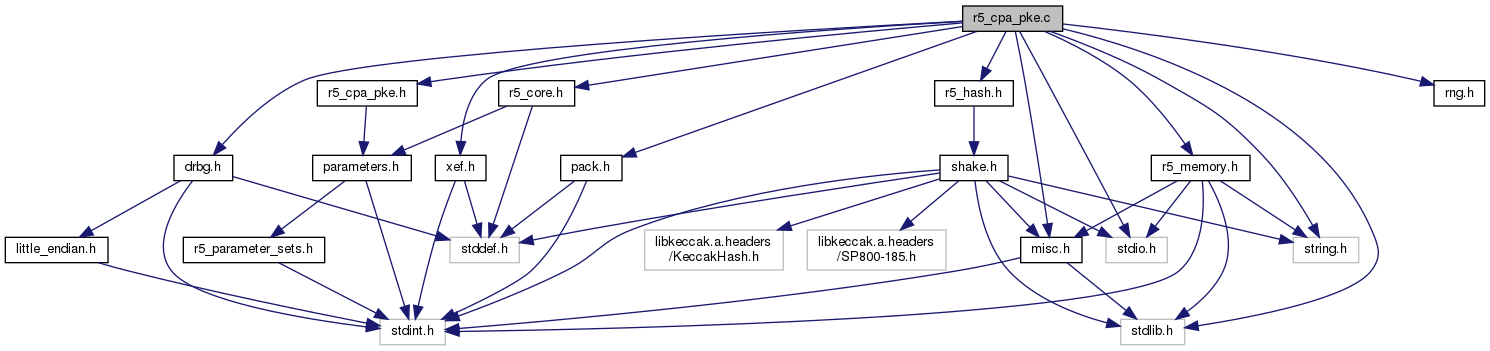 r5_cpa_pke.c
r5_cpa_pke.h
r5_core.h
r5_hash.h
rng.h
drbg.h
parameters.h
xef.h
pack.h
shake.h
r5_memory.h
little_endian.h
r5_parameter_sets.h
stddef.h
libkeccak.a.headers
/KeccakHash.h
libkeccak.a.headers
/SP800-185.h
misc.h
stdio.h
string.h
stdint.h
stdlib.h